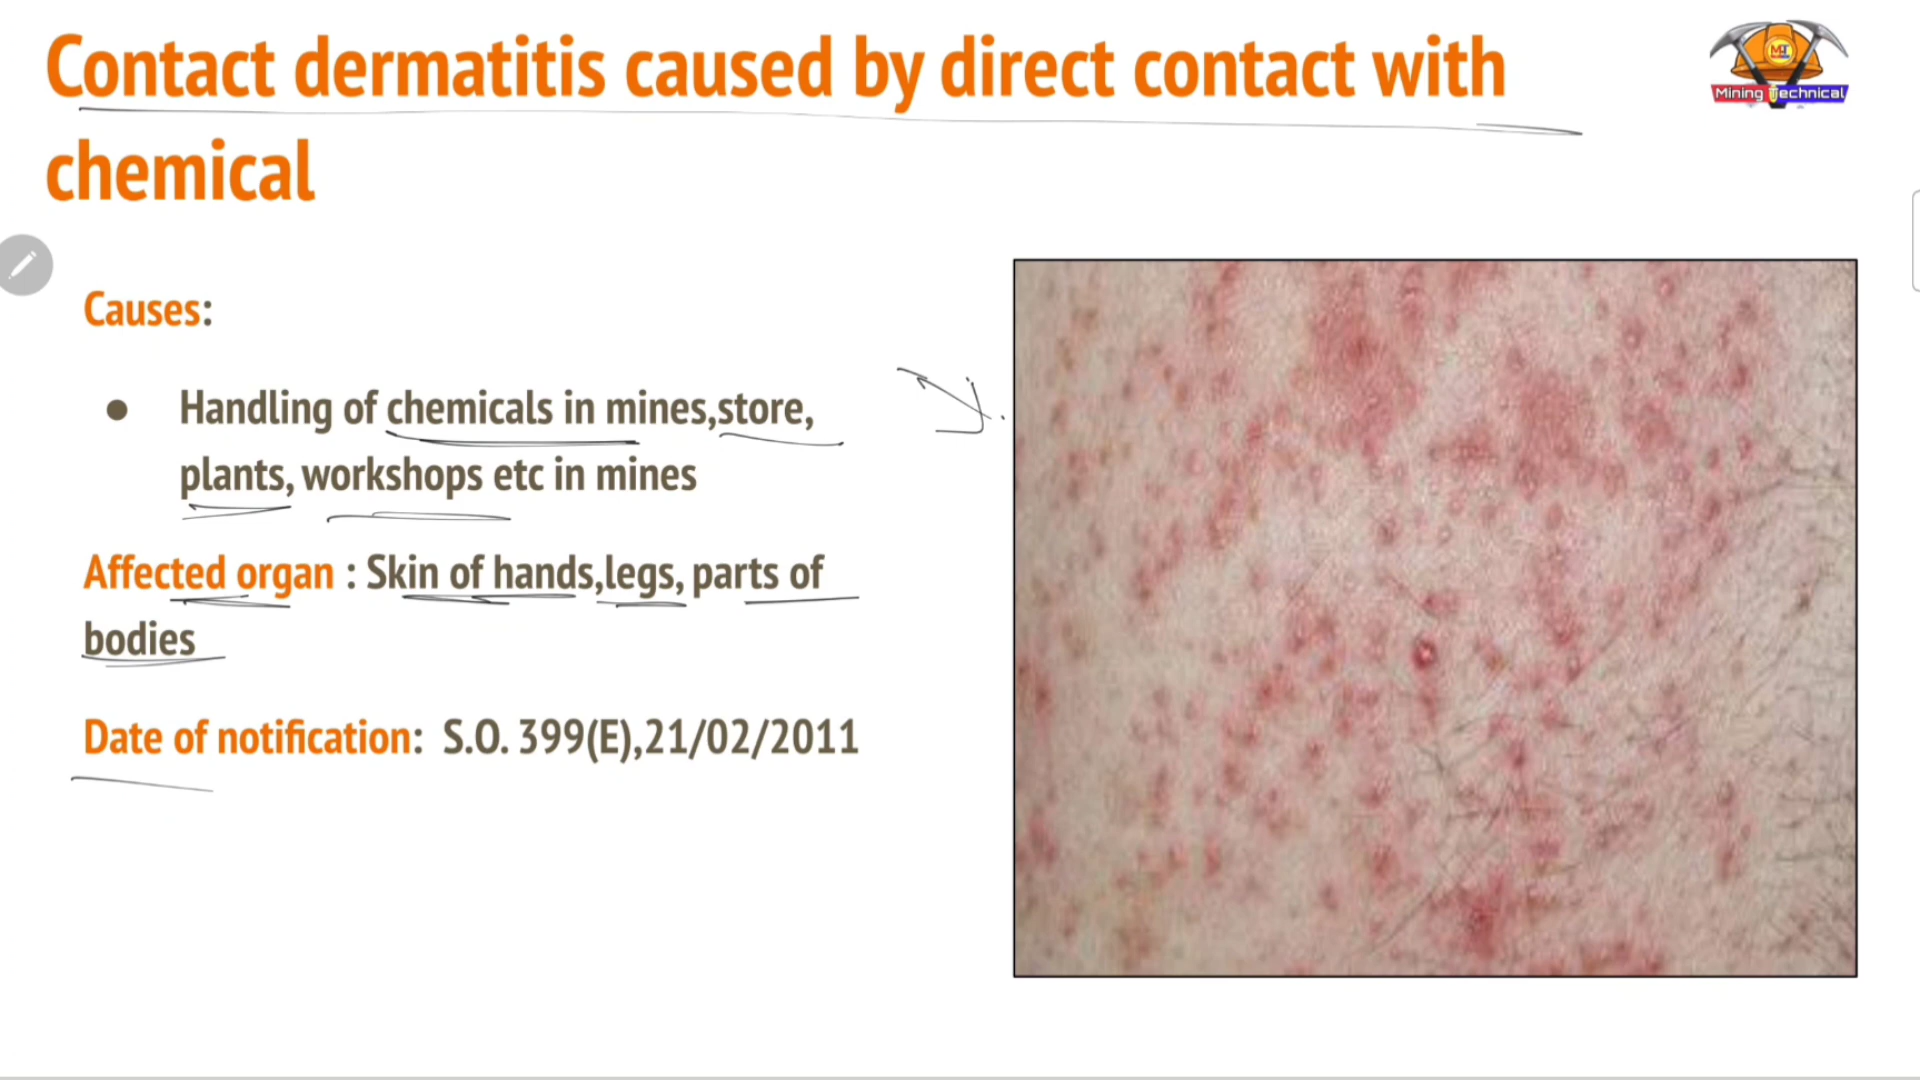 Contact dermatitis caused by direct contact with
chemical
MT
Mining Technical
Causes:
● Handling of chemicals in mines,store,
plants, workshops etc in mines
Affected organ : Skin of hands,legs, parts of
bodies
Date of notification: S.O. 399(E),21/02/2011